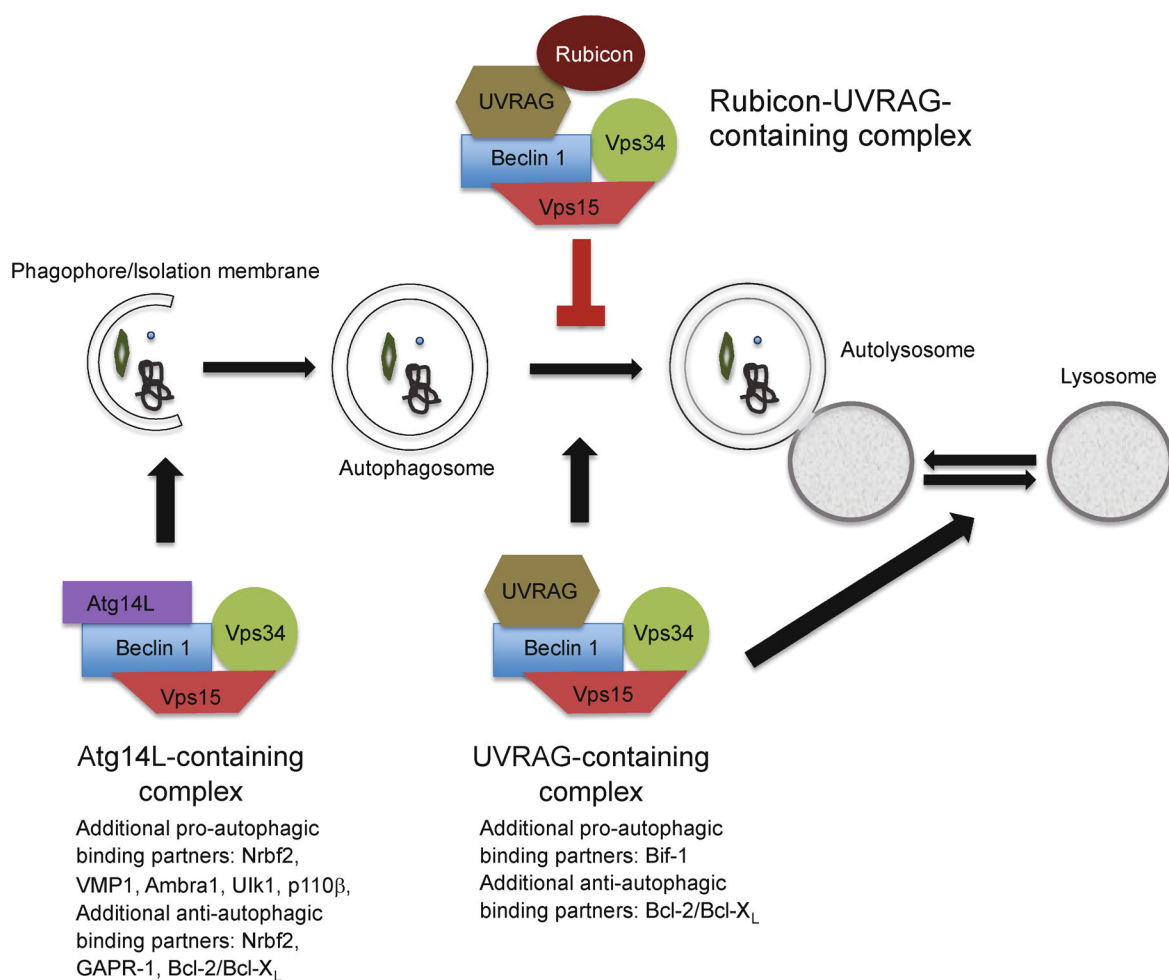 Rubicon
UVRAG
Vps34
Beclin 1
Vps15
Rubicon-UVRAG-
containing complex
Phagophore/Isolation membrane
Autophagosome
Autolysosome
Lysosome
Atg14L
Vps34
Beclin 1
Vps15
Atg14L-containing
complex
Additional pro-autophagic
binding partners: Nrbf2,
VMP1, Ambra1, Ulk1, p110β,
Additional anti-autophagic
binding partners: Nrbf2,
GAPR-1, Bcl-2/Bcl-X_L
UVRAG
Vps34
Beclin 1
Vps15
UVRAG-containing
complex
Additional pro-autophagic
binding partners: Bif-1
Additional anti-autophagic
binding partners: Bcl-2/Bcl-X_L